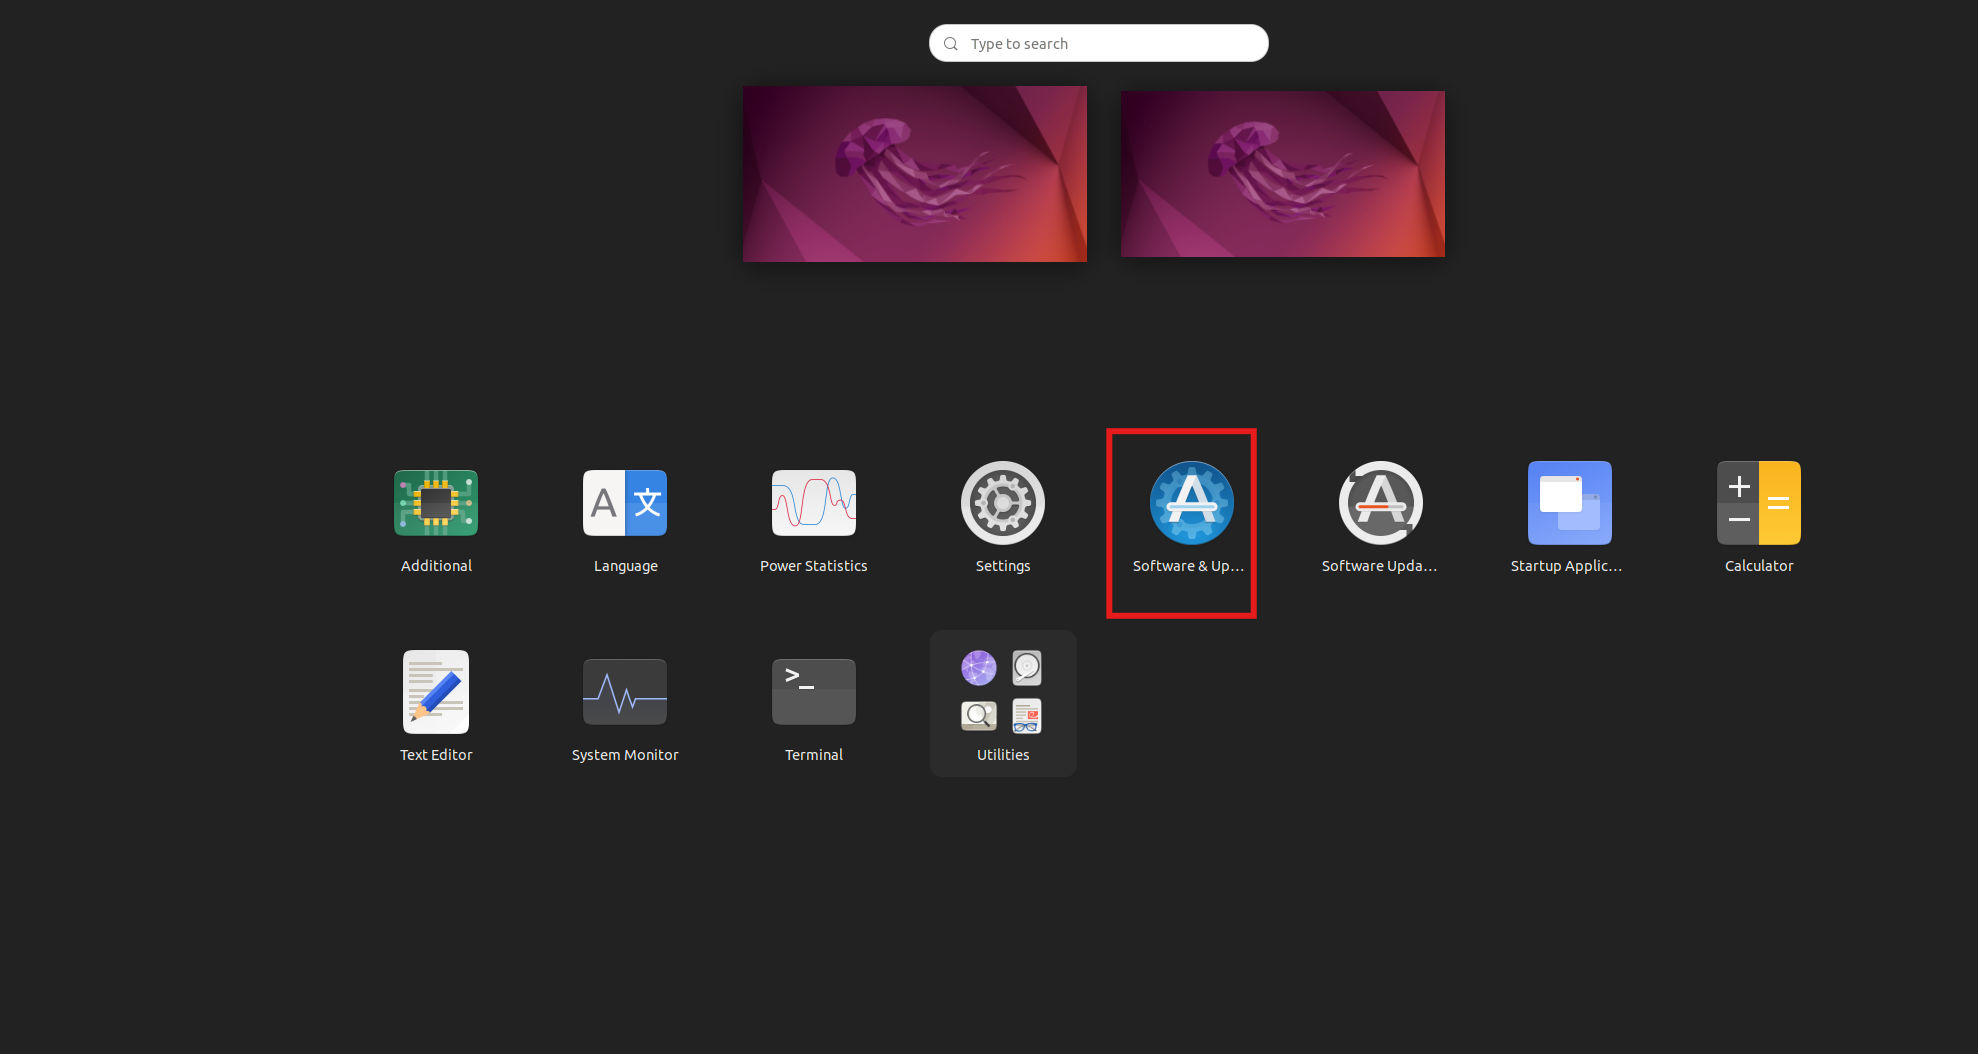 Type to search
A 文
>_
Additional
Language
Power Statistics
Settings
Software & Up...
Software Upda...
Startup Applic...
Calculator
Text Editor
System Monitor
Terminal
Utilities